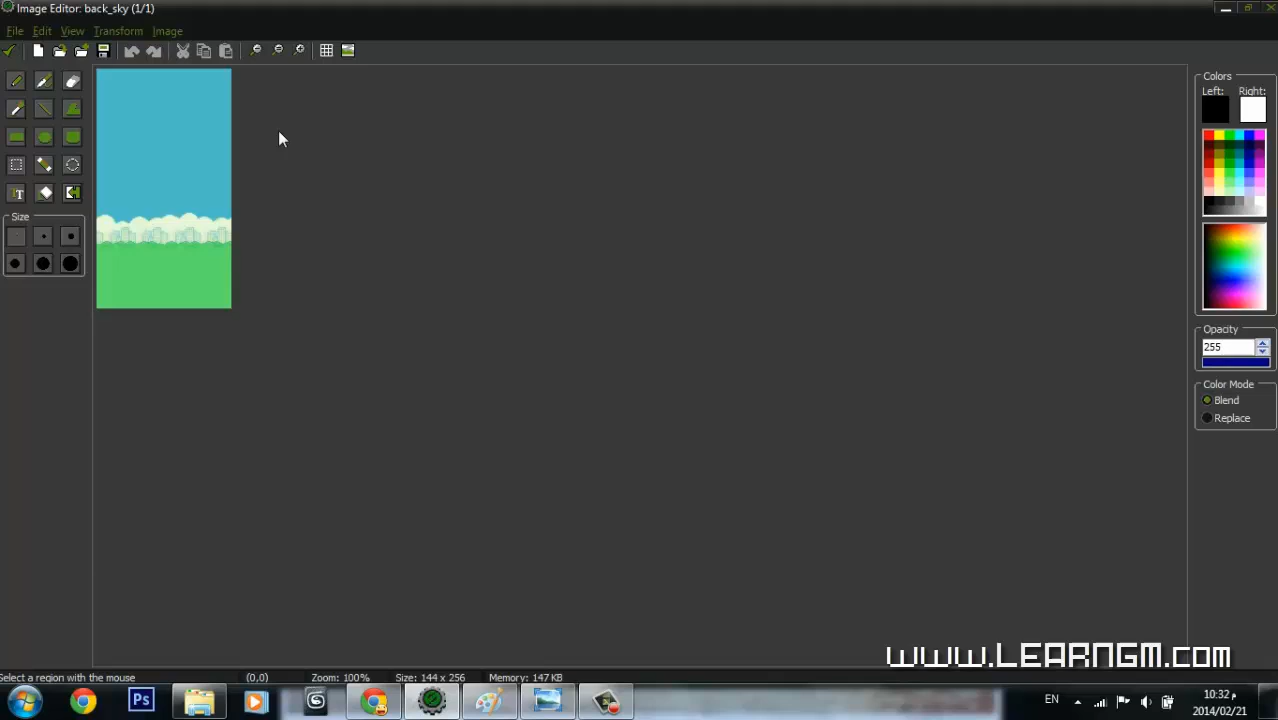 Image Editor: back_sky (1/1)
File Edit View Transform Image
Colors
Left: Right:
T
Size
Opacity
255
Color Mode
Blend
Replace
www.LEARNGM.com
Select a region with the mouse (0,0) Zoom: 100% Size: 144 x 256 Memory: 147 KB
Ps EN 10:32 م
2014/02/21